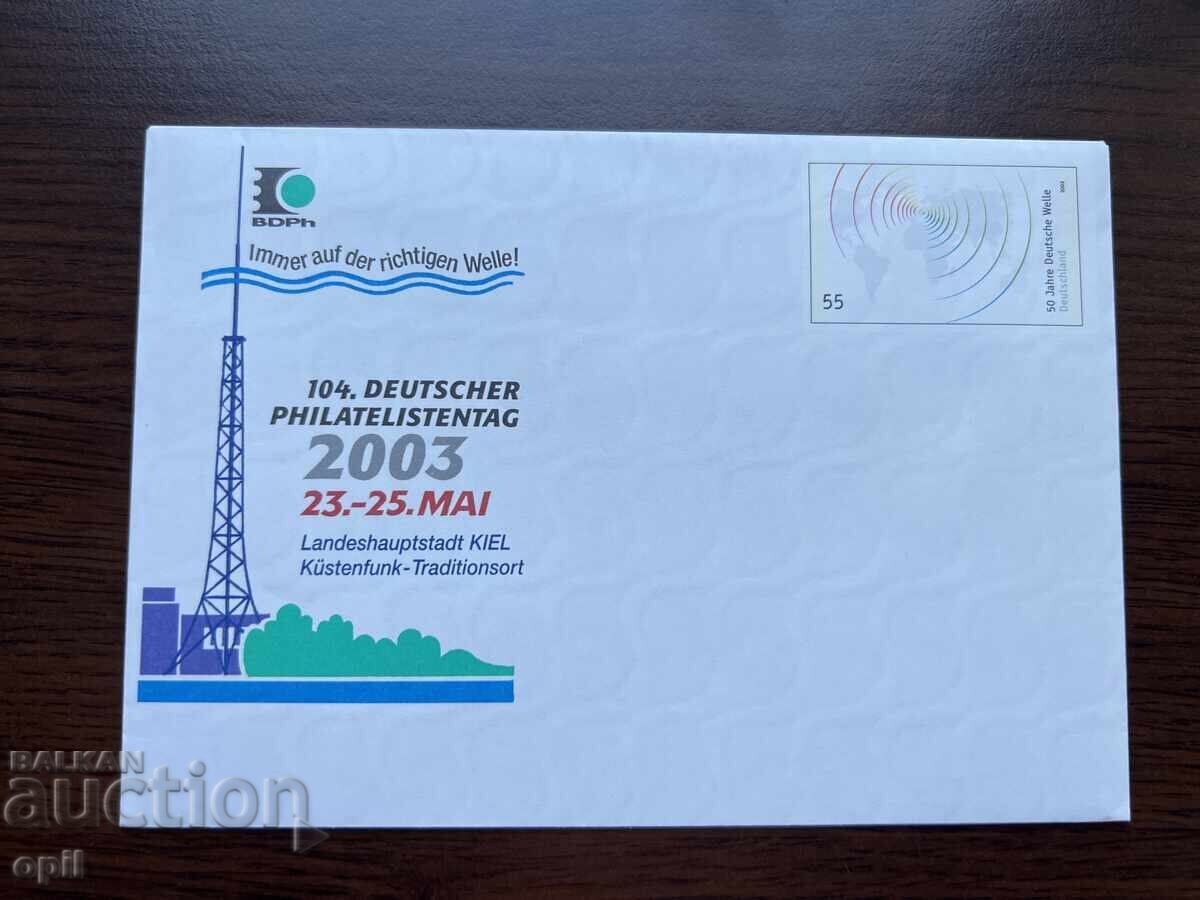 BDPh
Immer auf der richtigen Welle!
104. DEUTSCHER
PHILATELISTENTAG
2003
23.-25. MAI
Landeshauptstadt KIEL
Küstenfunk-Traditionsort
55
50 Jahre Deutsche Welle
Deutschland
2003
BALKAN
auction
opil